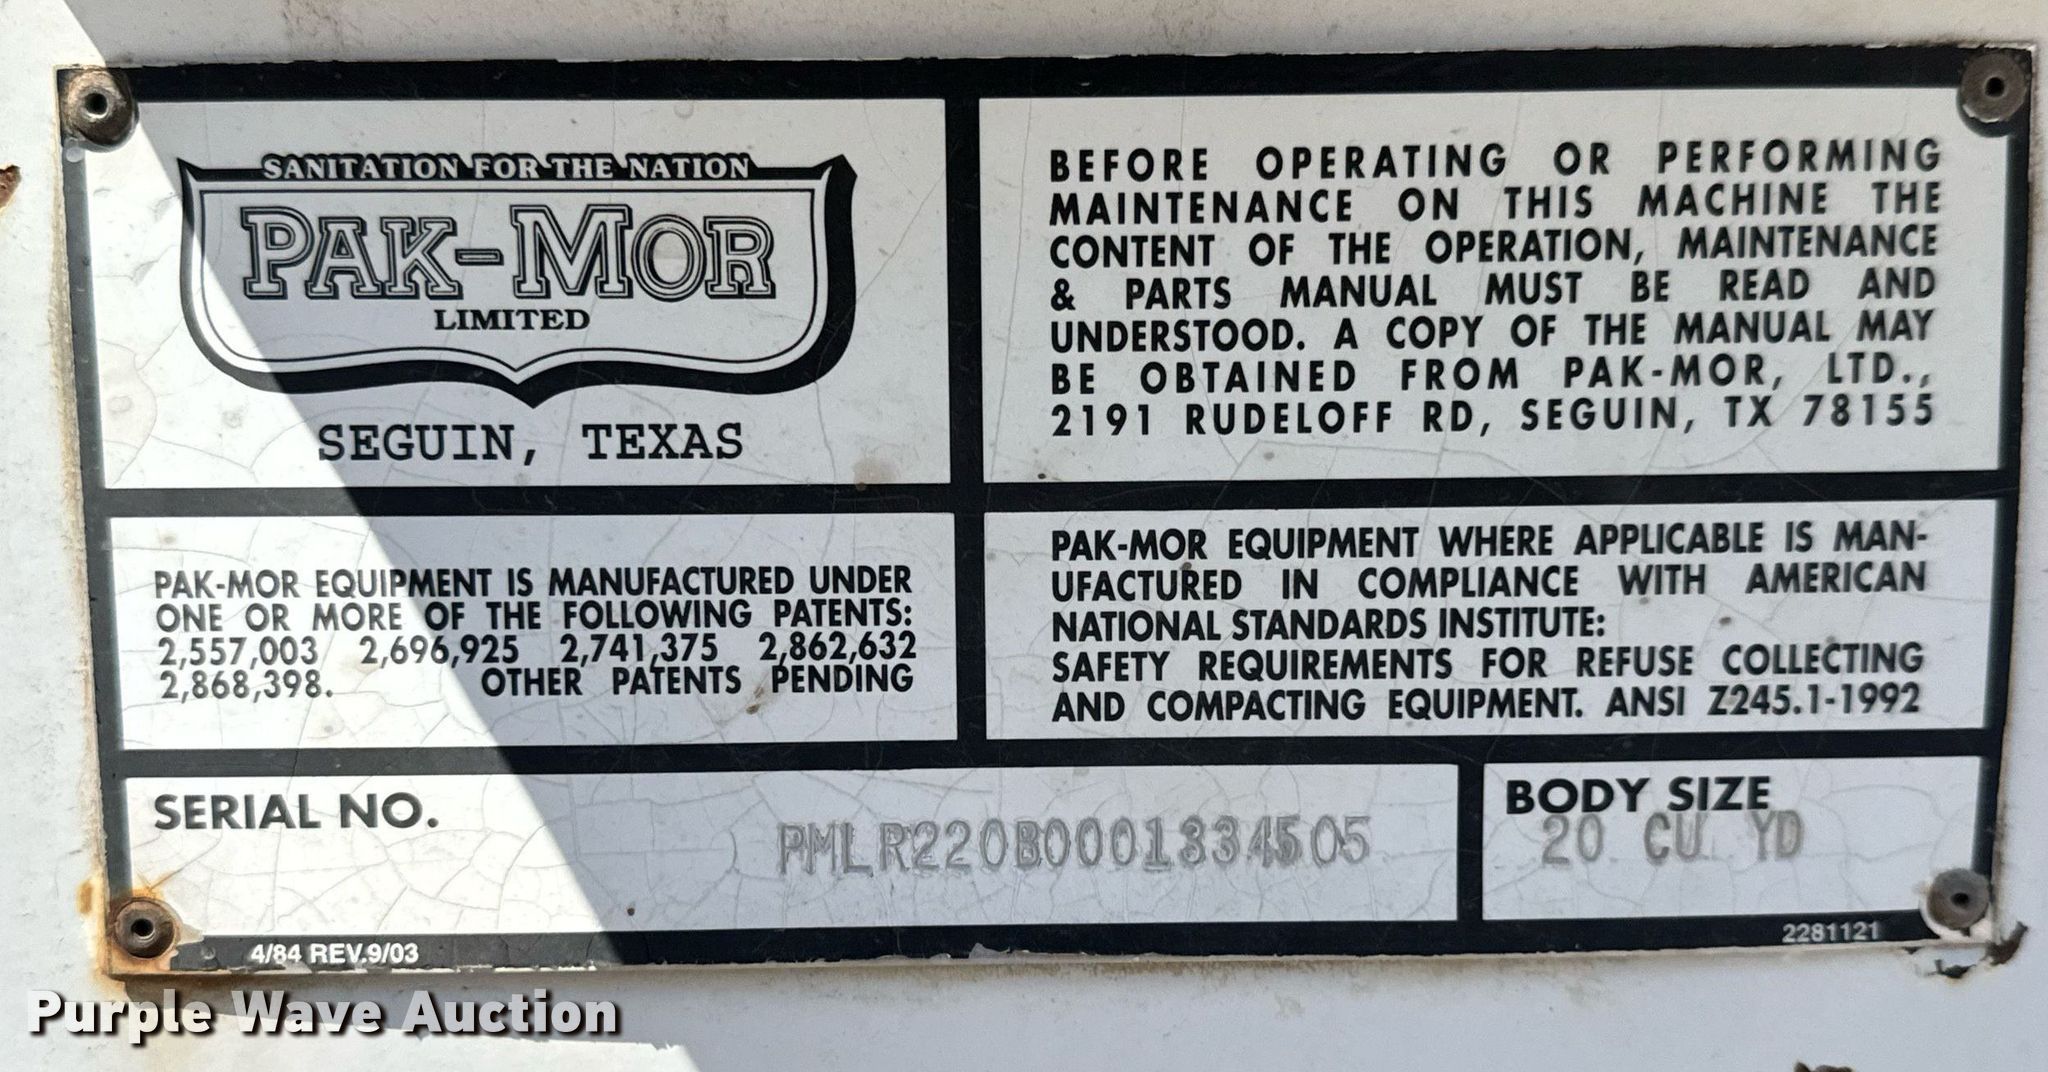 SANITATION FOR THE NATION
PAK-MOR
LIMITED
SEGUIN, TEXAS
BEFORE OPERATING OR PERFORMING
MAINTENANCE ON THIS MACHINE THE
CONTENT OF THE OPERATION, MAINTENANCE
& PARTS MANUAL MUST BE READ AND
UNDERSTOOD. A COPY OF THE MANUAL MAY
BE OBTAINED FROM PAK-MOR, LTD.,
2191 RUDELOFF RD, SEGUIN, TX 78155
PAK-MOR EQUIPMENT IS MANUFACTURED UNDER
ONE OR MORE OF THE FOLLOWING PATENTS:
2,557,003 2,696,925 2,741,375 2,862,632
2,868,398. OTHER PATENTS PENDING
PAK-MOR EQUIPMENT WHERE APPLICABLE IS MAN-
UFACTURED IN COMPLIANCE WITH AMERICAN
NATIONAL STANDARDS INSTITUTE:
SAFETY REQUIREMENTS FOR REFUSE COLLECTING
AND COMPACTING EQUIPMENT. ANSI Z245.1-1992
SERIAL NO.
PMLR220B0001334505
BODY SIZE
20 CU YD
4/84 REV.9/03
2281121
Purple Wave Auction